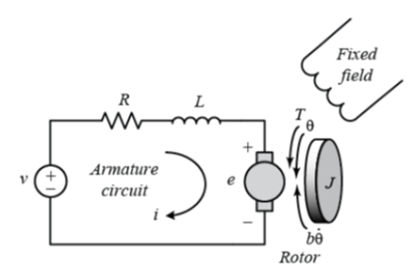 Fixed
field
R
L
T
θ
v
+
−
Armature
circuit
i
+
e
−
J
bθ̇
Rotor